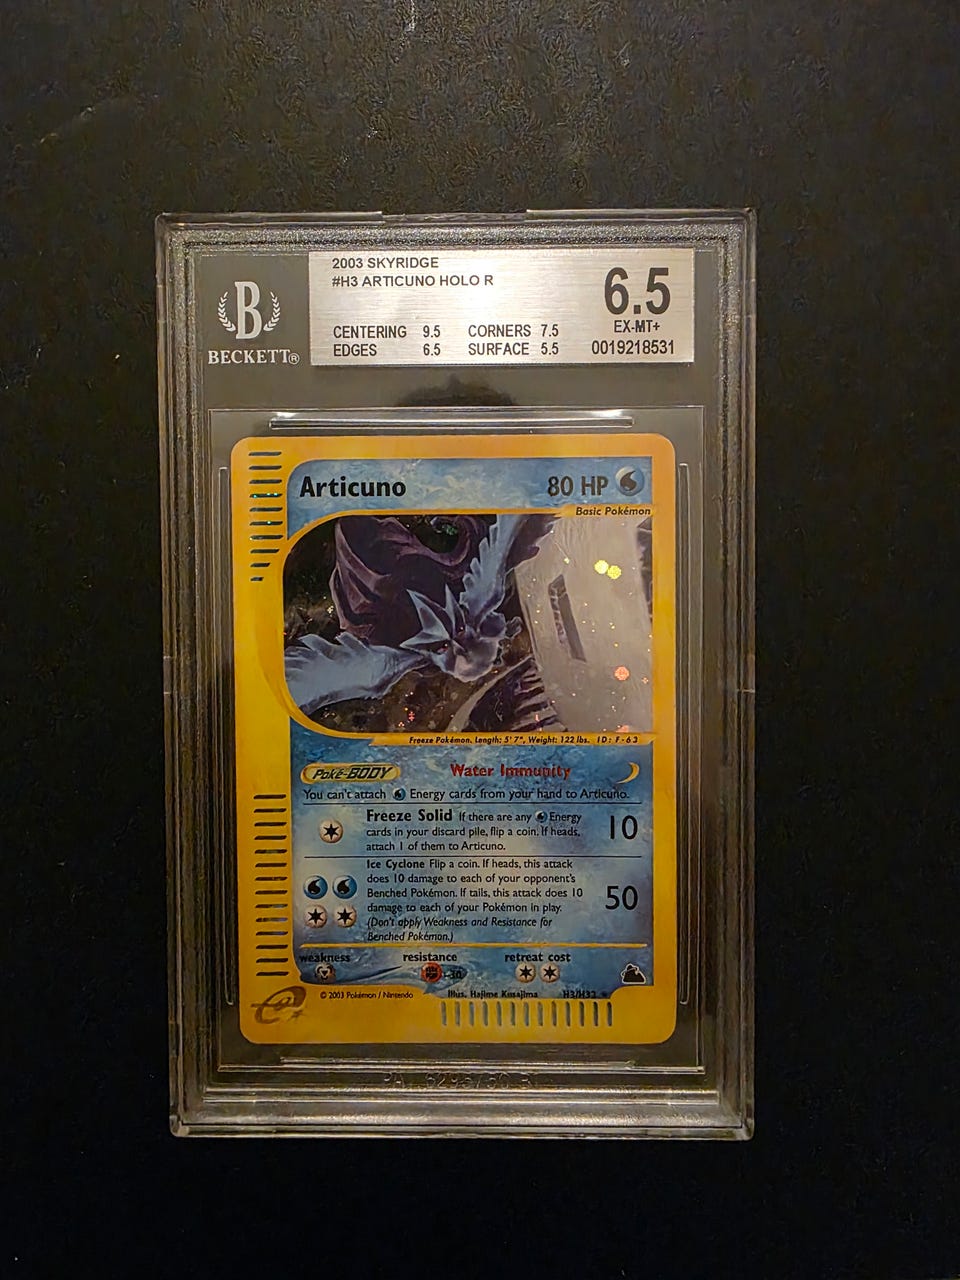 2003 SKYRIDGE
#H3 ARTICUNO HOLO R
6.5
EX-MT+
CENTERING 9.5 CORNERS 7.5
EDGES 6.5 SURFACE 5.5
0019218531
B
BECKETT®
Articuno
80 HP
Basic Pokémon
Freeze Pokémon. Length: 5' 7", Weight: 122 lbs. ID: F-63
Poké-BODY Water Immunity
You can't attach Energy cards from your hand to Articuno.
Freeze Solid If there are any Energy
cards in your discard pile, flip a coin. If heads,
attach 1 of them to Articuno.
10
Ice Cyclone Flip a coin. If heads, this attack
does 10 damage to each of your opponent's
Benched Pokémon. If tails, this attack does 10
damage to each of your Pokémon in play.
(Don't apply Weakness and Resistance for
Benched Pokémon.)
50
weakness resistance retreat cost
-30
© 2003 Pokémon / Nintendo Illus. Hajime Kusajima H3/H32
e